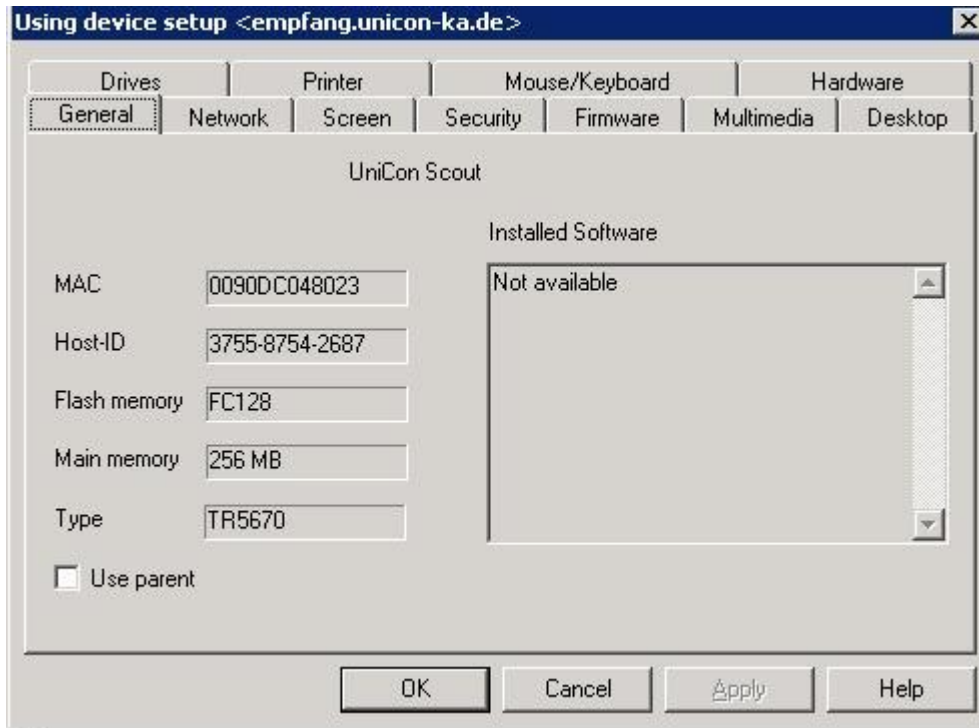 Using device setup <empfang.unicon-ka.de>
Drives Printer Mouse/Keyboard Hardware
General Network Screen Security Firmware Multimedia Desktop
UniCon Scout
Installed Software
MAC 0090DC048023 Not available
Host-ID 3755-8754-2687
Flash memory FC128
Main memory 256 MB
Type TR5670
Use parent
OK Cancel Apply Help